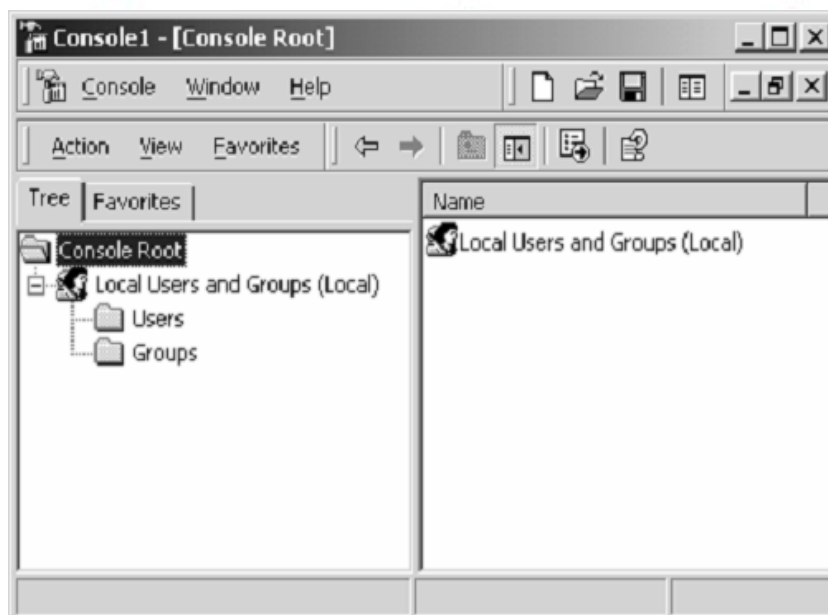 Console1 - [Console Root]
Console Window Help
Action View Favorites
Tree Favorites
Name
Console Root
Local Users and Groups (Local)
Users
Groups
Local Users and Groups (Local)